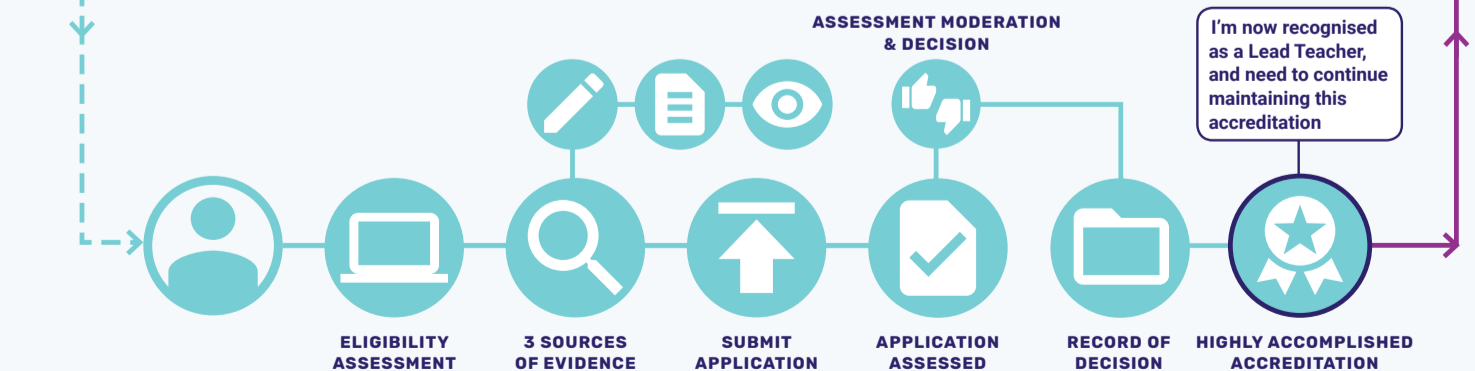 ASSESSMENT MODERATION
& DECISION
I'm now recognised
as a Lead Teacher,
and need to continue
maintaining this
accreditation
ELIGIBILITY
ASSESSMENT
3 SOURCES
OF EVIDENCE
SUBMIT
APPLICATION
APPLICATION
ASSESSED
RECORD OF
DECISION
HIGHLY ACCOMPLISHED
ACCREDITATION